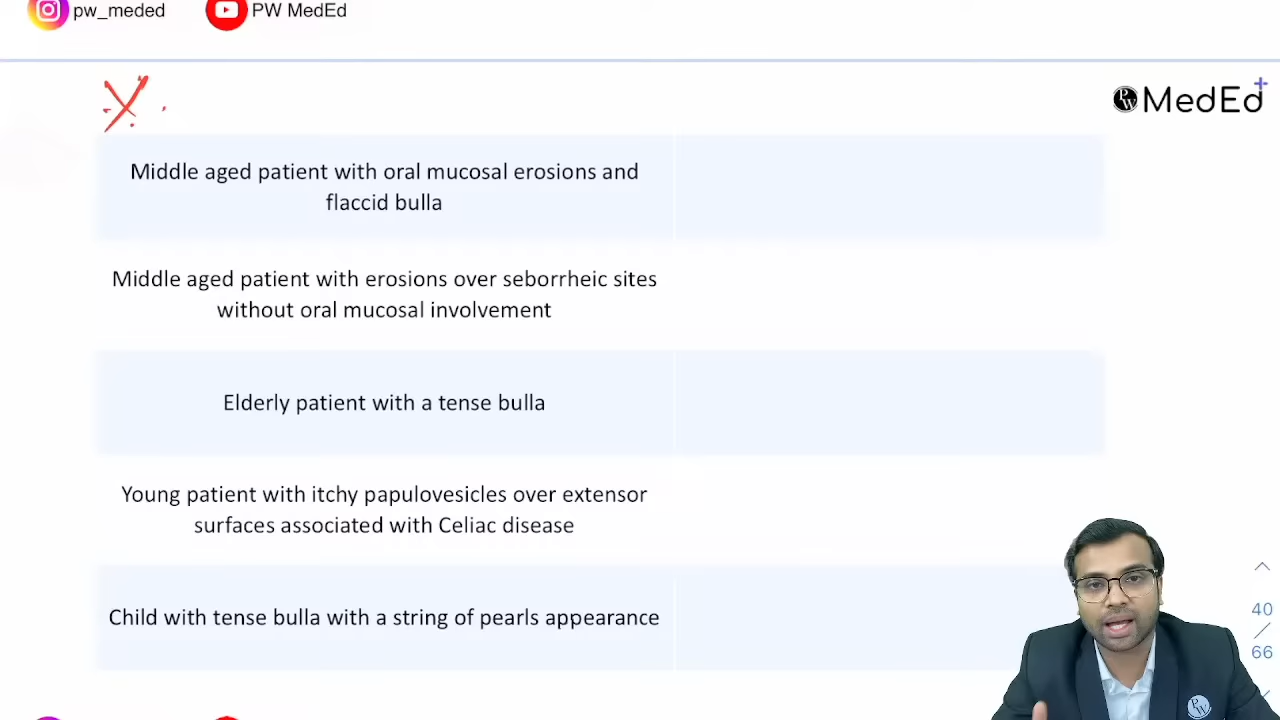 pw_meded PW MedEd
PW MedEd+
Middle aged patient with oral mucosal erosions and
flaccid bulla
Middle aged patient with erosions over seborrheic sites
without oral mucosal involvement
Elderly patient with a tense bulla
Young patient with itchy papulovesicles over extensor
surfaces associated with Celiac disease
Child with tense bulla with a string of pearls appearance
40
/
66
PW